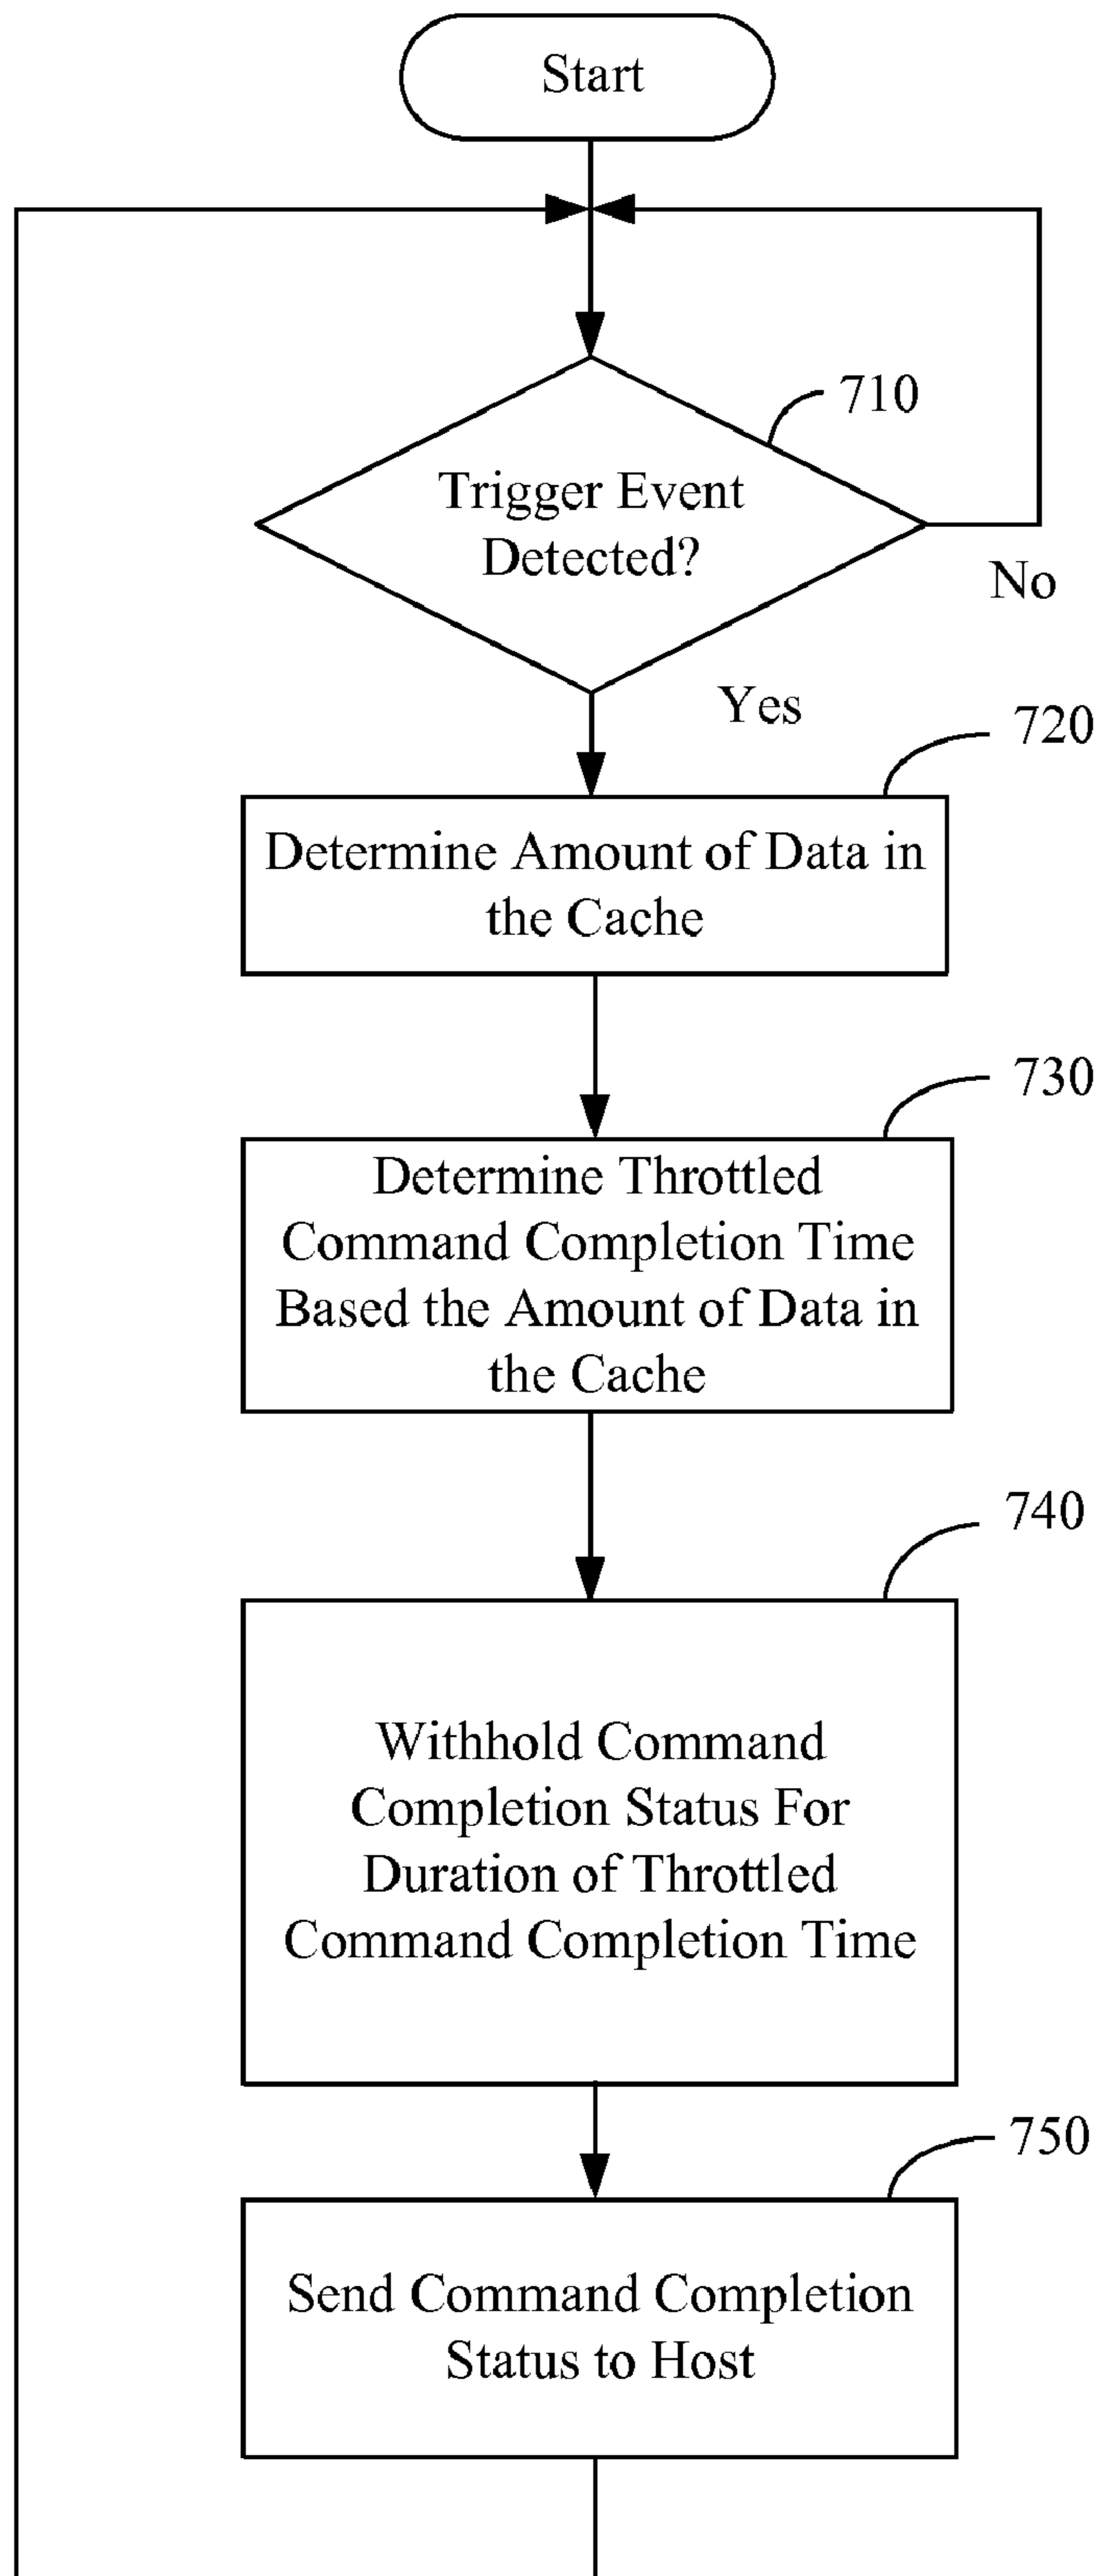 Start
710
Trigger Event
Detected?
No
Yes
720
Determine Amount of Data in
the Cache
730
Determine Throttled
Command Completion Time
Based the Amount of Data in
the Cache
740
Withhold Command
Completion Status For
Duration of Throttled
Command Completion Time
750
Send Command Completion
Status to Host